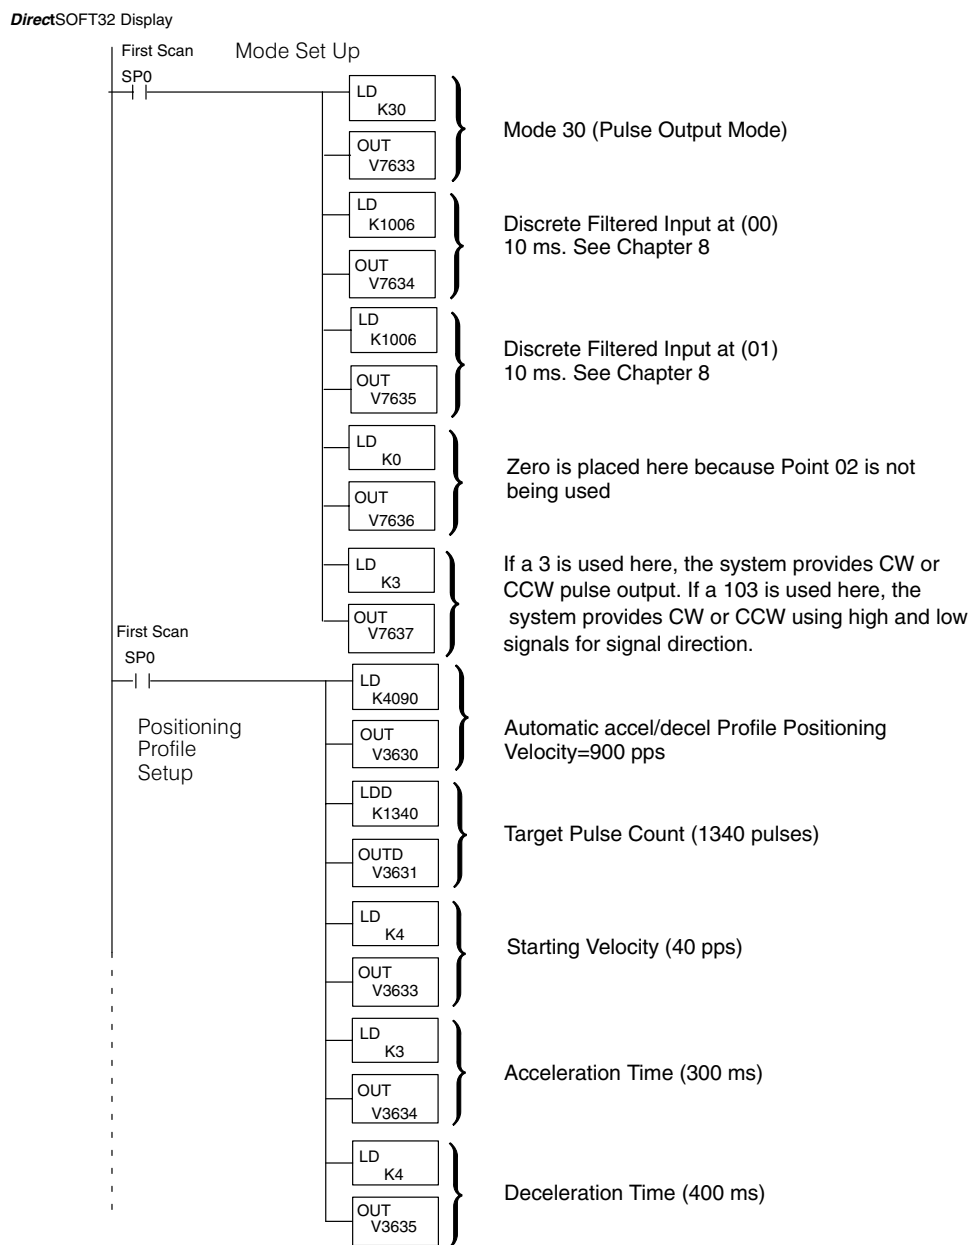 DirectSOFT32 Display
First Scan
Mode Set Up
SP0
LD
K30
OUT
V7633
Mode 30 (Pulse Output Mode)
LD
K1006
OUT
V7634
Discrete Filtered Input at (00)
10 ms. See Chapter 8
LD
K1006
OUT
V7635
Discrete Filtered Input at (01)
10 ms. See Chapter 8
LD
K0
OUT
V7636
Zero is placed here because Point 02 is not
being used
LD
K3
OUT
V7637
If a 3 is used here, the system provides CW or
CCW pulse output. If a 103 is used here, the
system provides CW or CCW using high and low
signals for signal direction.
First Scan
SP0
Positioning
Profile
Setup
LD
K4090
OUT
V3630
Automatic accel/decel Profile Positioning
Velocity=900 pps
LDD
K1340
OUTD
V3631
Target Pulse Count (1340 pulses)
LD
K4
OUT
V3633
Starting Velocity (40 pps)
LD
K3
OUT
V3634
Acceleration Time (300 ms)
LD
K4
OUT
V3635
Deceleration Time (400 ms)